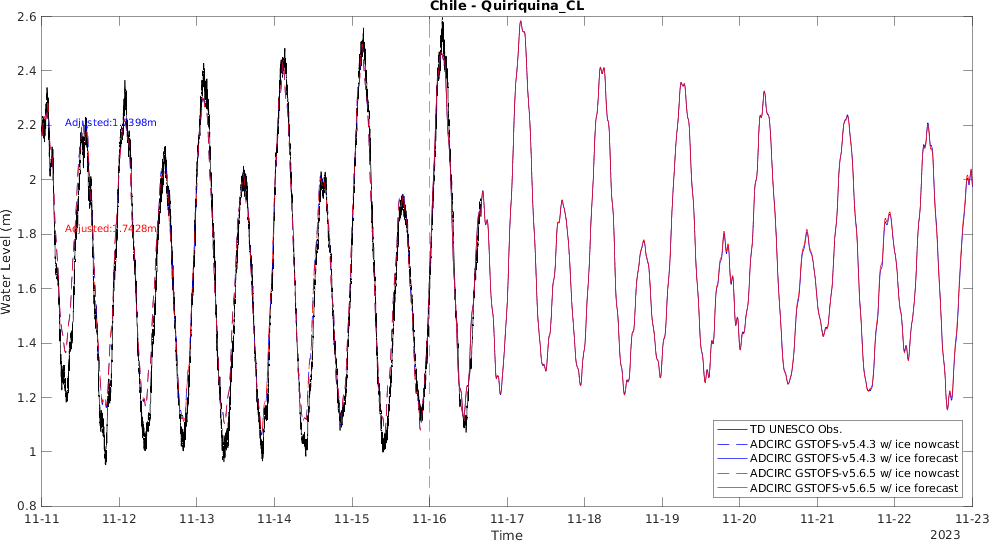 Chile - Quiriquina_CL
2.6
2.4
2.2
2
1.8
1.6
1.4
1.2
1
0.8
Water Level (m)
Adjusted:1.
398m
Adjusted:
.7428m
TD UNESCO Obs.
ADCIRC GSTOFS-v5.4.3 w/ ice nowcast
ADCIRC GSTOFS-v5.4.3 w/ ice forecast
ADCIRC GSTOFS-v5.6.5 w/ ice nowcast
ADCIRC GSTOFS-v5.6.5 w/ ice forecast
11-11 11-12 11-13 11-14 11-15 11-16 11-17 11-18 11-19 11-20 11-21 11-22 11-23
Time
2023